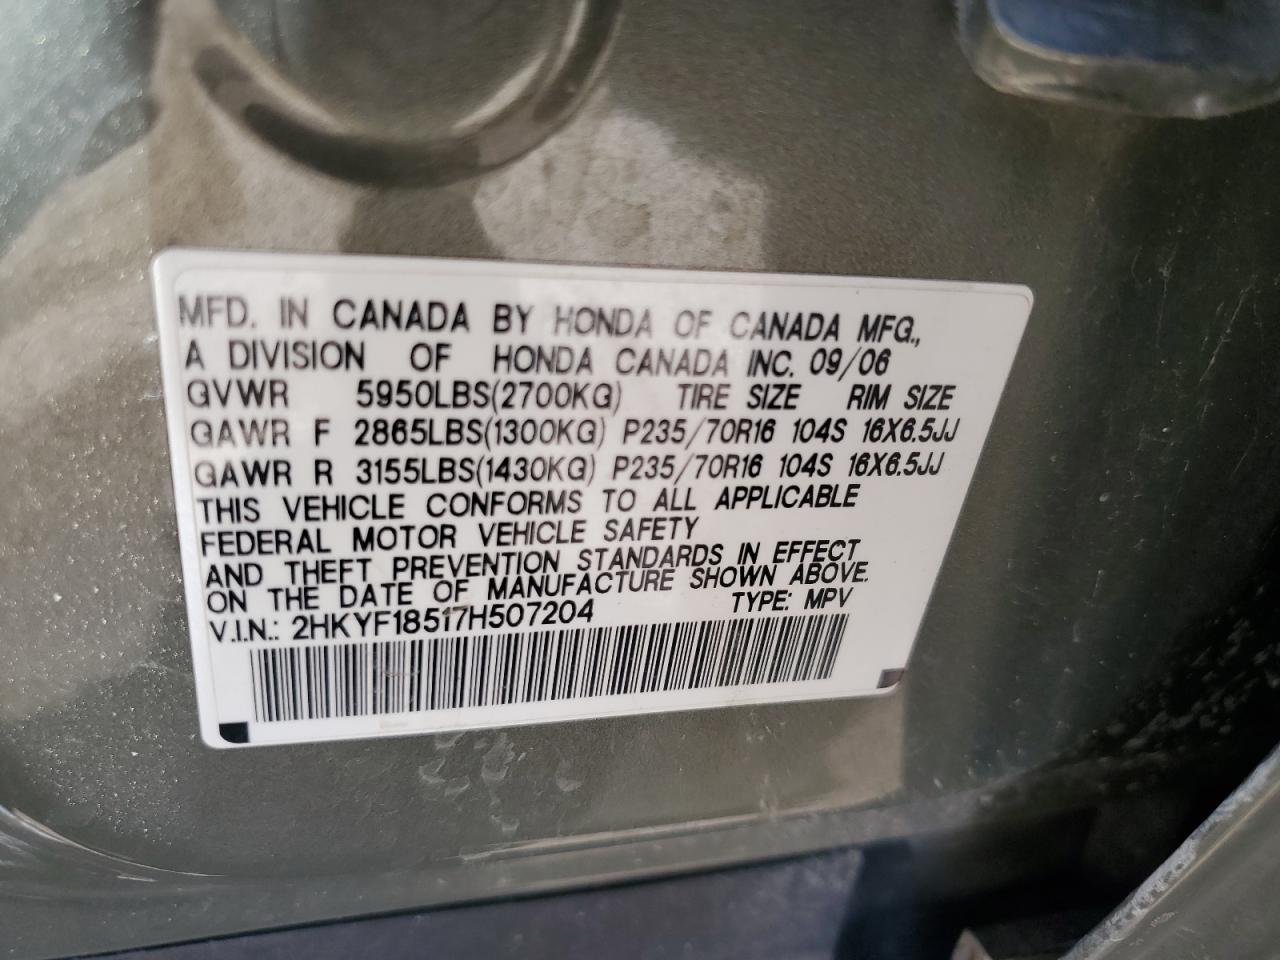 MFD. IN CANADA BY HONDA OF CANADA MFG.,
A DIVISION OF HONDA CANADA INC. 09/06
GVWR 5950LBS(2700KG) TIRE SIZE RIM SIZE
GAWR F 2865LBS(1300KG) P235/70R16 104S 16X6.5JJ
GAWR R 3155LBS(1430KG) P235/70R16 104S 16X6.5JJ
THIS VEHICLE CONFORMS TO ALL APPLICABLE
FEDERAL MOTOR VEHICLE SAFETY
AND THEFT PREVENTION STANDARDS IN EFFECT
ON THE DATE OF MANUFACTURE SHOWN ABOVE.
V.I.N.: 2HKYF18517H507204 TYPE: MPV